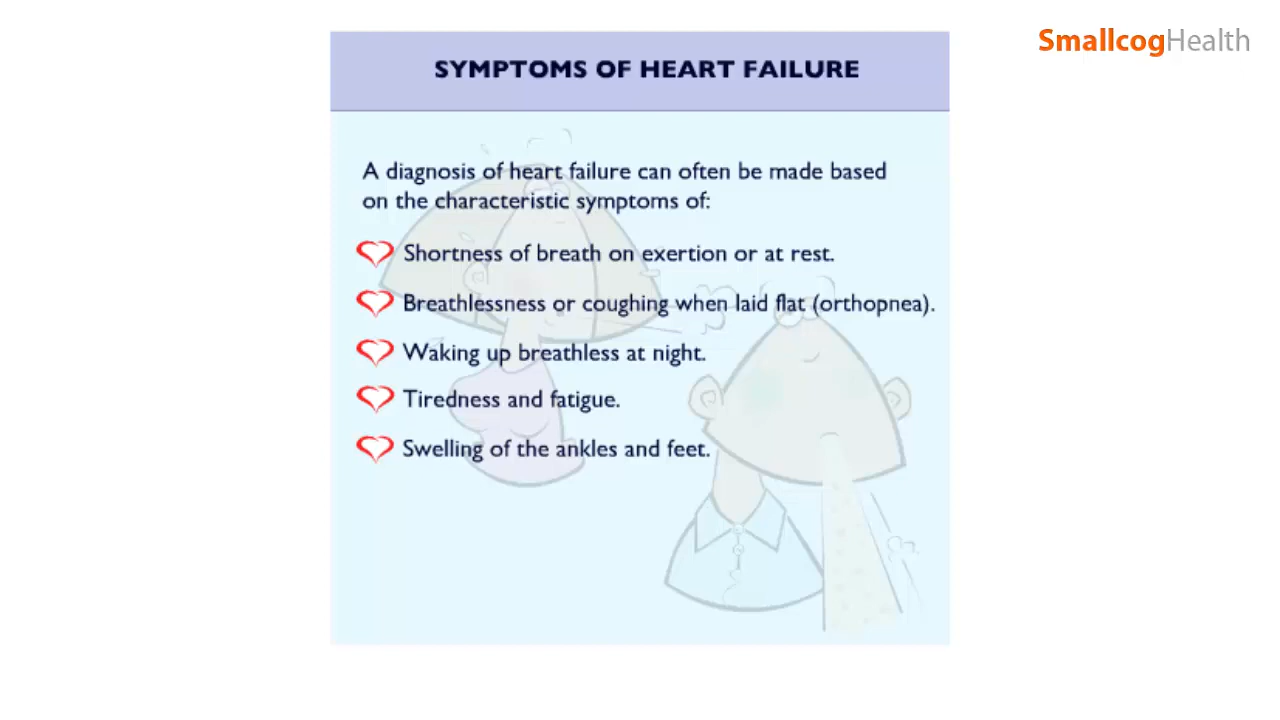 SmallcogHealth
SYMPTOMS OF HEART FAILURE
A diagnosis of heart failure can often be made based
on the characteristic symptoms of:
Shortness of breath on exertion or at rest.
Breathlessness or coughing when laid flat (orthopnea).
Waking up breathless at night.
Tiredness and fatigue.
Swelling of the ankles and feet.